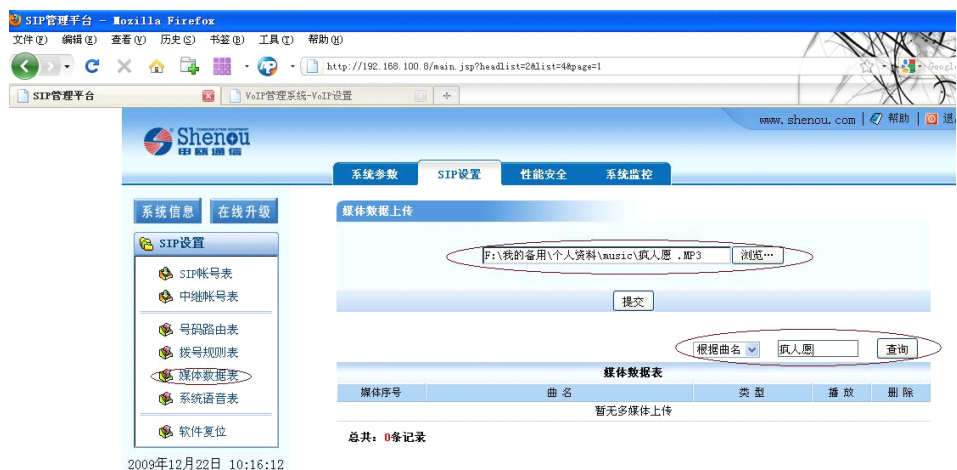 SIP管理平台 - Mozilla Firefox
文件(F) 编辑(E) 查看(V) 历史(S) 书签(B) 工具(T) 帮助(H)
http://192.168.100.8/main.jsp?headlist=2&list=4&page=1
SIP管理平台 VoIP管理系统-VoIP设置
www.shenou.com 帮助
Shenou
申瓯通信
系统参数 SIP设置 性能安全 系统监控
系统信息 在线升级
媒体数据上传
SIP设置
F:\我的备用\个人资料\music\疯人愿 .MP3 浏览…
SIP帐号表
中继帐号表
提交
号码路由表
拨号规则表
根据曲名 疯人愿 查询
媒体数据表
媒体数据表
系统语音表
媒体序号 曲 名 类 型 播 放 删 除
暂无多媒体上传
软件复位
总共: 0条记录
2009年12月22日 10:16:12